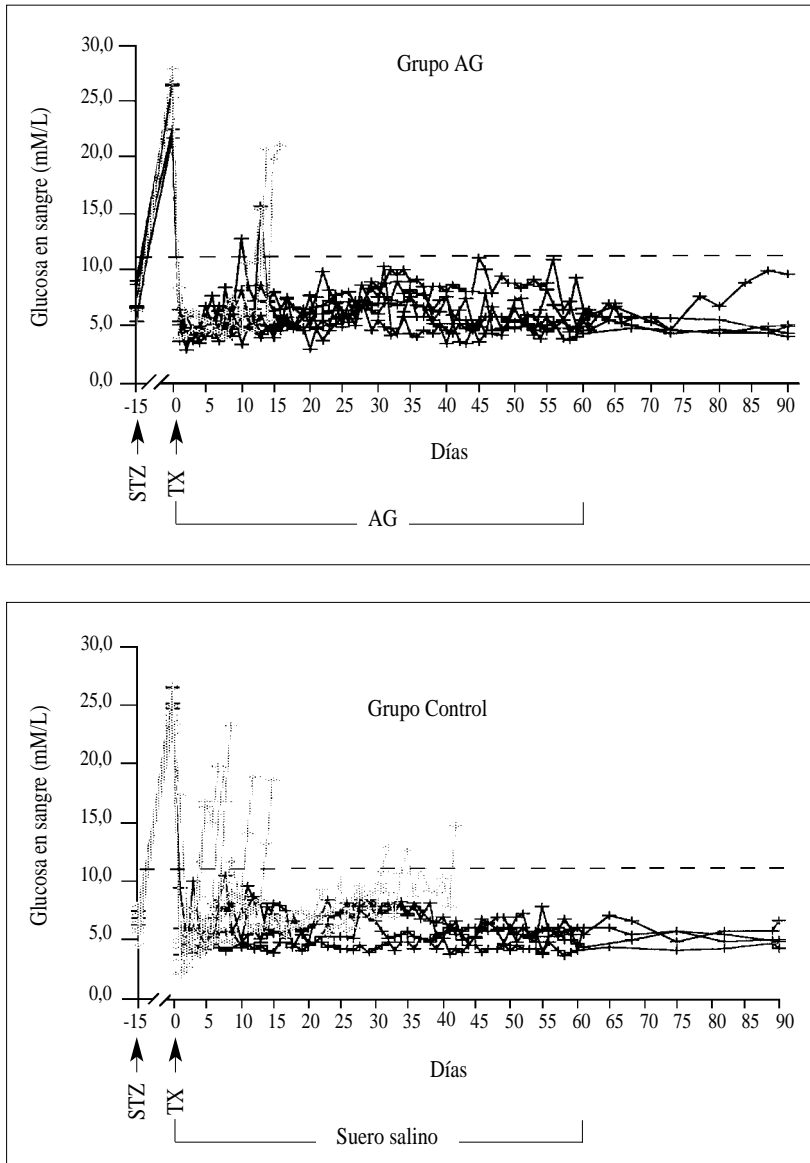 Grupo AG
Glucosa en sangre (mM/L)
30,0
25,0
20,0
15,0
10,0
5,0
0,0
-15 0 5 10 15 20 25 30 35 40 45 50 55 60 65 70 75 80 85 90
Días
STZ
TX
AG
Grupo Control
Glucosa en sangre (mM/L)
30,0
25,0
20,0
15,0
10,0
5,0
0,0
-15 0 5 10 15 20 25 30 35 40 45 50 55 60 65 70 75 80 85 90
Días
STZ
TX
Suero salino